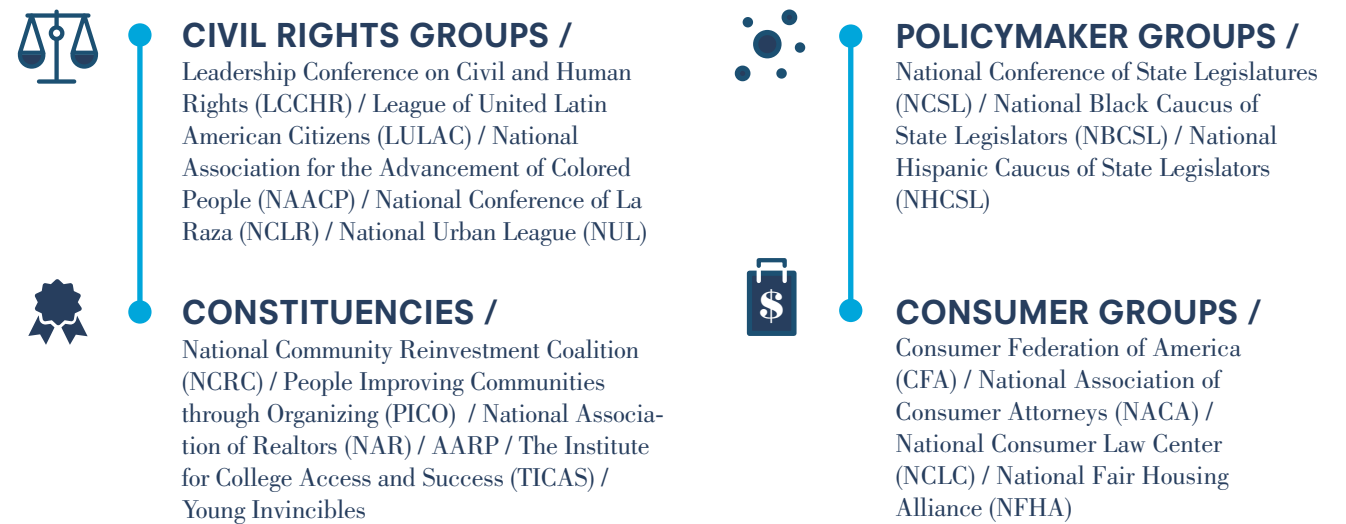 CIVIL RIGHTS GROUPS /
Leadership Conference on Civil and Human
Rights (LCCHR) / League of United Latin
American Citizens (LULAC) / National
Association for the Advancement of Colored
People (NAACP) / National Conference of La
Raza (NCLR) / National Urban League (NUL)
CONSTITUENCIES /
National Community Reinvestment Coalition
(NCRC) / People Improving Communities
through Organizing (PICO) / National Associa-
tion of Realtors (NAR) / AARP / The Institute
for College Access and Success (TICAS) /
Young Invincibles
POLICYMAKER GROUPS /
National Conference of State Legislatures
(NCSL) / National Black Caucus of
State Legislators (NBCSL) / National
Hispanic Caucus of State Legislators
(NHCSL)
$
CONSUMER GROUPS /
Consumer Federation of America
(CFA) / National Association of
Consumer Attorneys (NACA) /
National Consumer Law Center
(NCLC) / National Fair Housing
Alliance (NFHA)